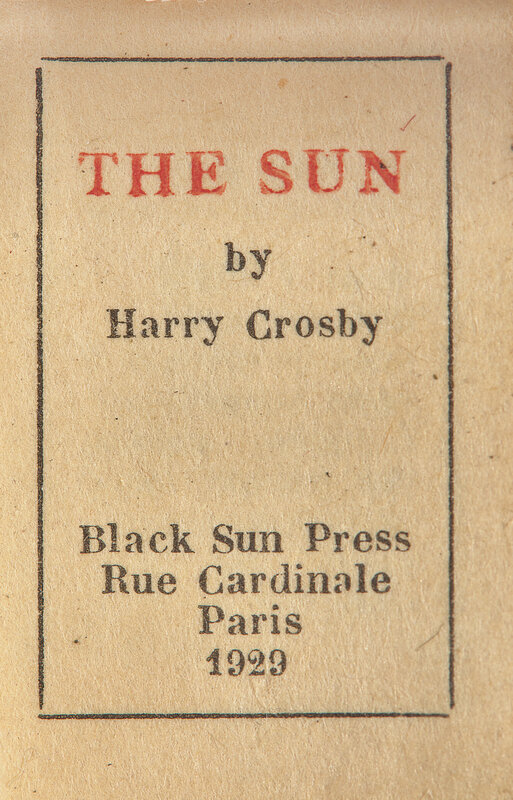 THE SUN
by
Harry Crosby
Black Sun Press
Rue Cardinale
Paris
1929